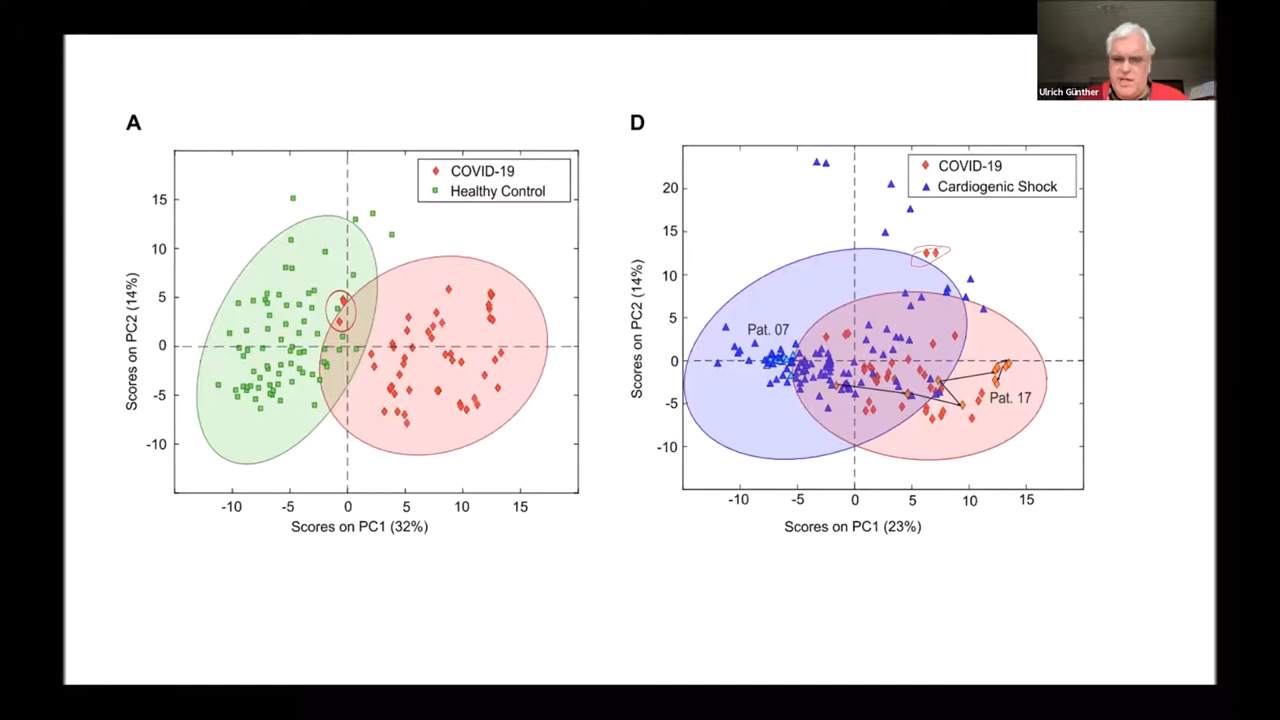 Ulrich Günther
A
COVID-19
Healthy Control
15
10
5
0
-5
-10
Scores on PC2 (14%)
-10
-5
0
5
10
15
Scores on PC1 (32%)
D
COVID-19
Cardiogenic Shock
20
15
10
5
0
-5
-10
Scores on PC2 (14%)
Pat. 07
Pat. 17
-10
-5
0
5
10
15
Scores on PC1 (23%)